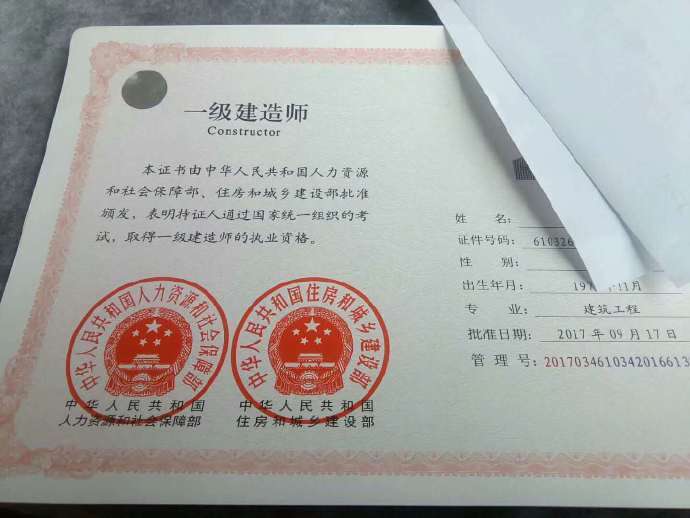 一级建造师
Constructor
本证书由中华人民共和国人力资源
和社会保障部、住房和城乡建设部批准
颁发，表明持证人通过国家统一组织的考
试，取得一级建造师的执业资格。
中华人民共和国人力资源和社会保障部
中华人民共和国住房和城乡建设部
中华人民共和国
人力资源和社会保障部
中华人民共和国
住房和城乡建设部
姓 名：
证件号码：61032
性 别：
出生年月：197 11月
专 业：建筑工程
批准日期：2017 年 09 月 17 日
管 理 号：2017034610342016613